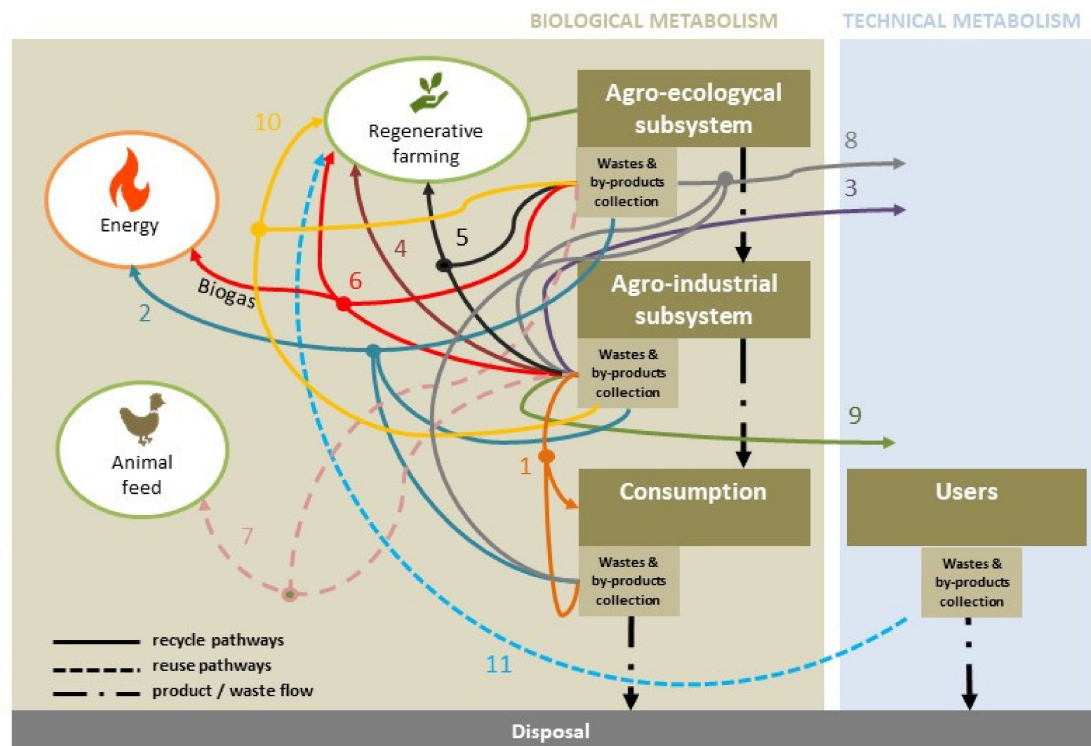 BIOLOGICAL METABOLISM
TECHNICAL METABOLISM
Agro-ecologycal
subsystem
10
Regenerative
farming
8
Wastes &
by-products
collection
3
Energy
4
5
Biogas
6
2
Agro-industrial
subsystem
Wastes &
by-products
collection
9
Animal
feed
1
Consumption
Users
7
Wastes &
by-products
collection
Wastes &
by-products
collection
recycle pathways
reuse pathways
product / waste flow
11
Disposal